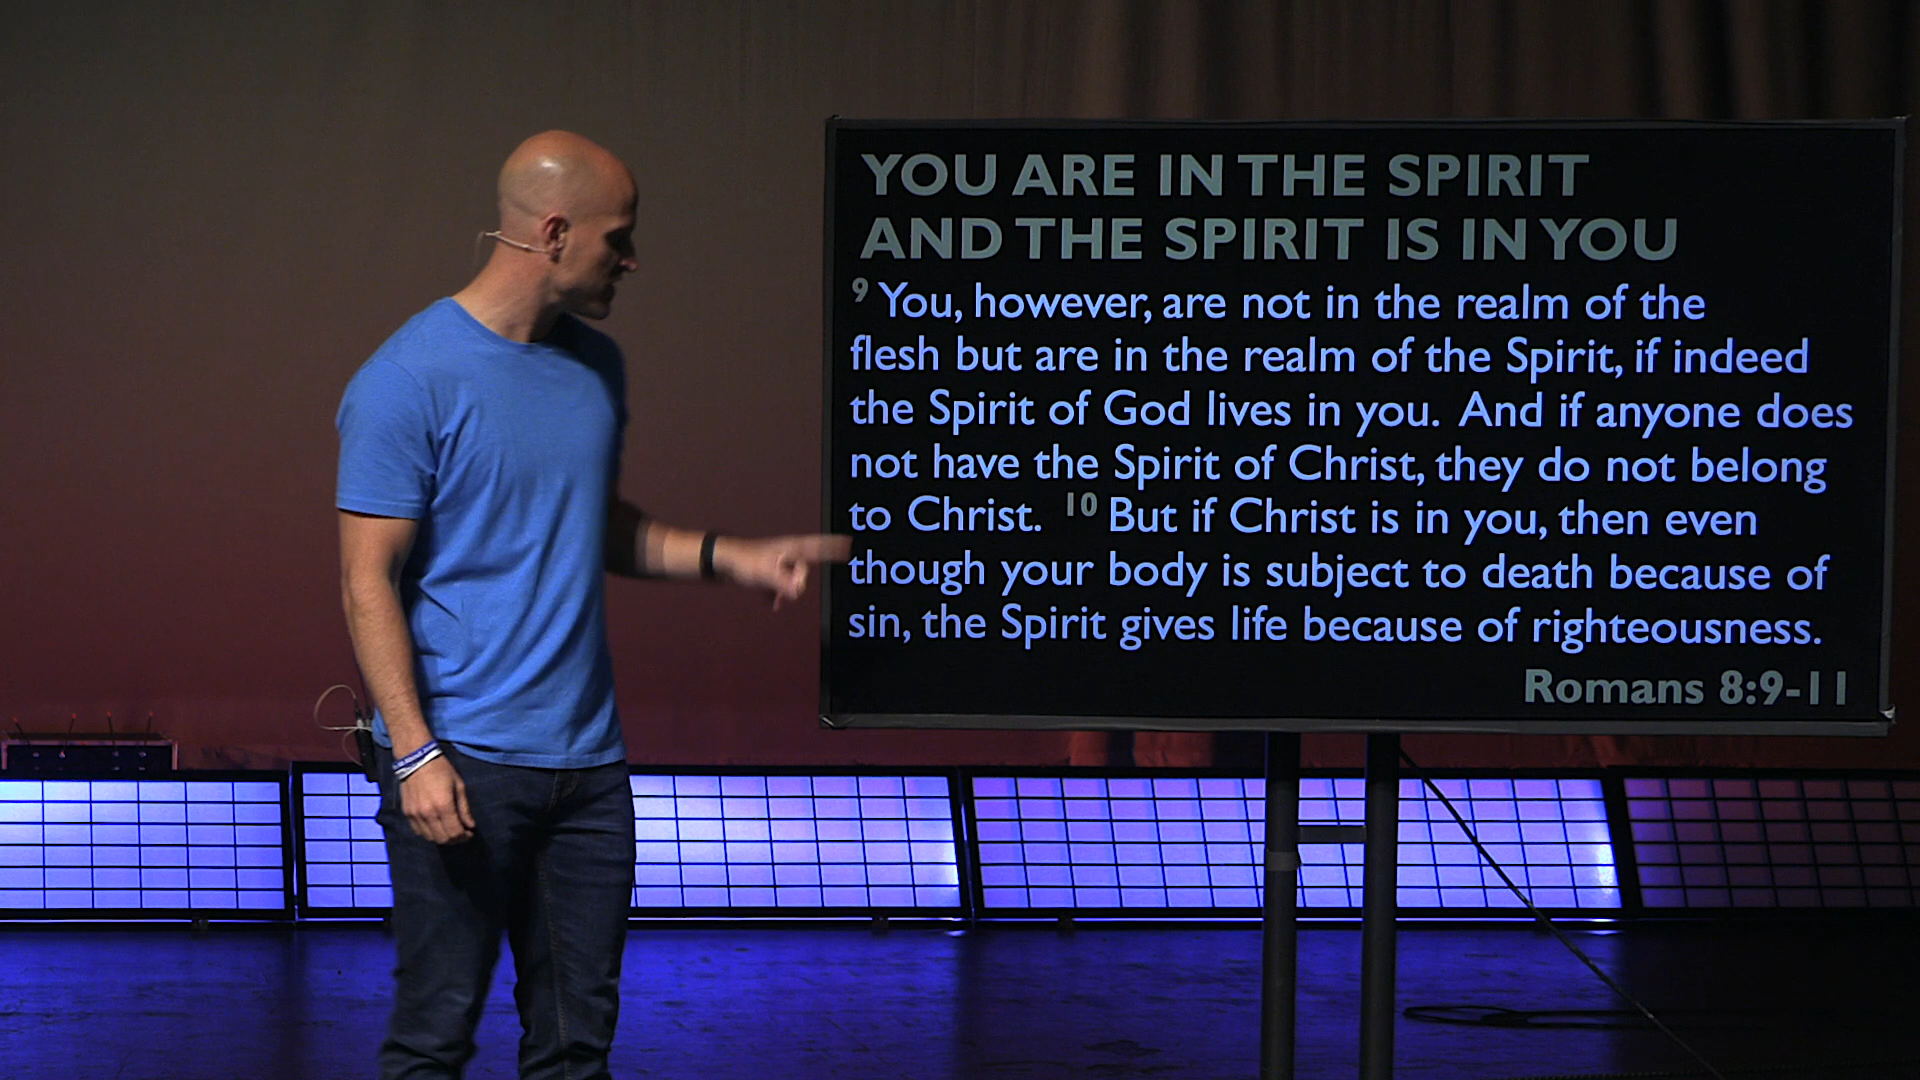 YOU ARE IN THE SPIRIT
AND THE SPIRIT IS IN YOU
9 You, however, are not in the realm of the
flesh but are in the realm of the Spirit, if indeed
the Spirit of God lives in you. And if anyone does
not have the Spirit of Christ, they do not belong
to Christ. 10 But if Christ is in you, then even
though your body is subject to death because of
sin, the Spirit gives life because of righteousness.
Romans 8:9-11